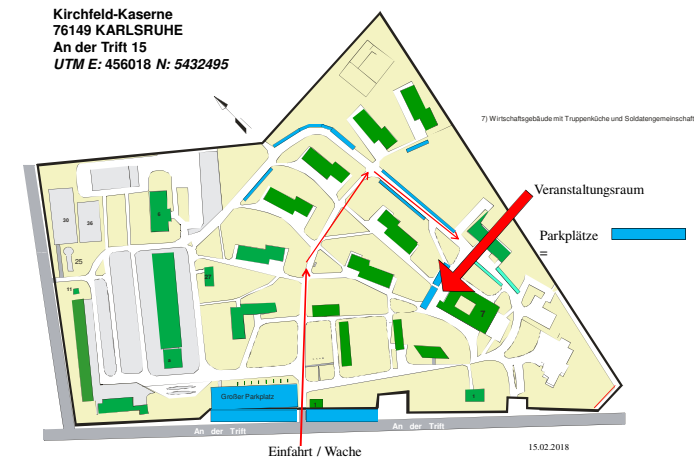 Kirchfeld-Kaserne
76149 KARLSRUHE
An der Trift 15
UTM E: 456018 N: 5432495
7) Wirtschaftsgebäude mit Truppenküche und Soldatengemeinschaft
Veranstaltungsraum
Parkplätze
=
30
36
25
11
27
7
Großer Parkplatz
An der Trift
An der Trift
Einfahrt / Wache
15.02.2018